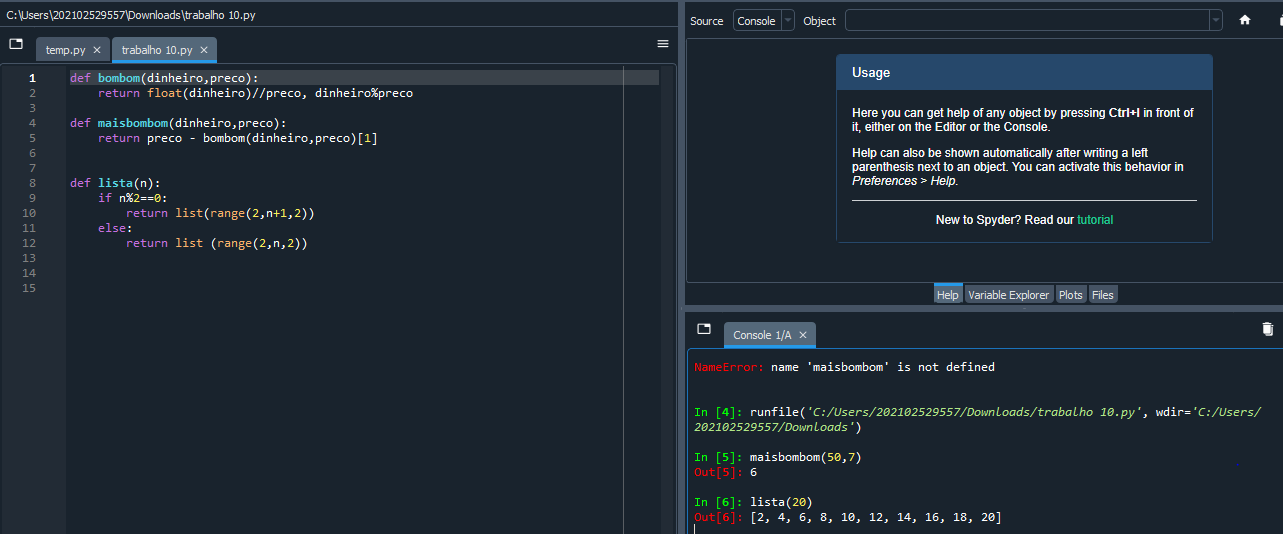 C:\Users\202102529557\Downloads\trabalho 10.py
temp.py
trabalho 10.py
1 def bombom(dinheiro,preco):
2     return float(dinheiro)//preco, dinheiro%preco
3
4 def maisbombom(dinheiro,preco):
5     return preco - bombom(dinheiro,preco)[1]
6
7
8 def lista(n):
9     if n%2==0:
10         return list(range(2,n+1,2))
11     else:
12         return list (range(2,n,2))
13
14
15
Source Console Object
Usage
Here you can get help of any object by pressing Ctrl+I in front of
it, either on the Editor or the Console.
Help can also be shown automatically after writing a left
parenthesis next to an object. You can activate this behavior in
Preferences > Help.
New to Spyder? Read our tutorial
Help Variable Explorer Plots Files
Console 1/A
NameError: name 'maisbombom' is not defined
In [4]: runfile('C:/Users/202102529557/Downloads/trabalho 10.py', wdir='C:/Users/
202102529557/Downloads')
In [5]: maisbombom(50,7)
Out[5]: 6
In [6]: lista(20)
Out[6]: [2, 4, 6, 8, 10, 12, 14, 16, 18, 20]